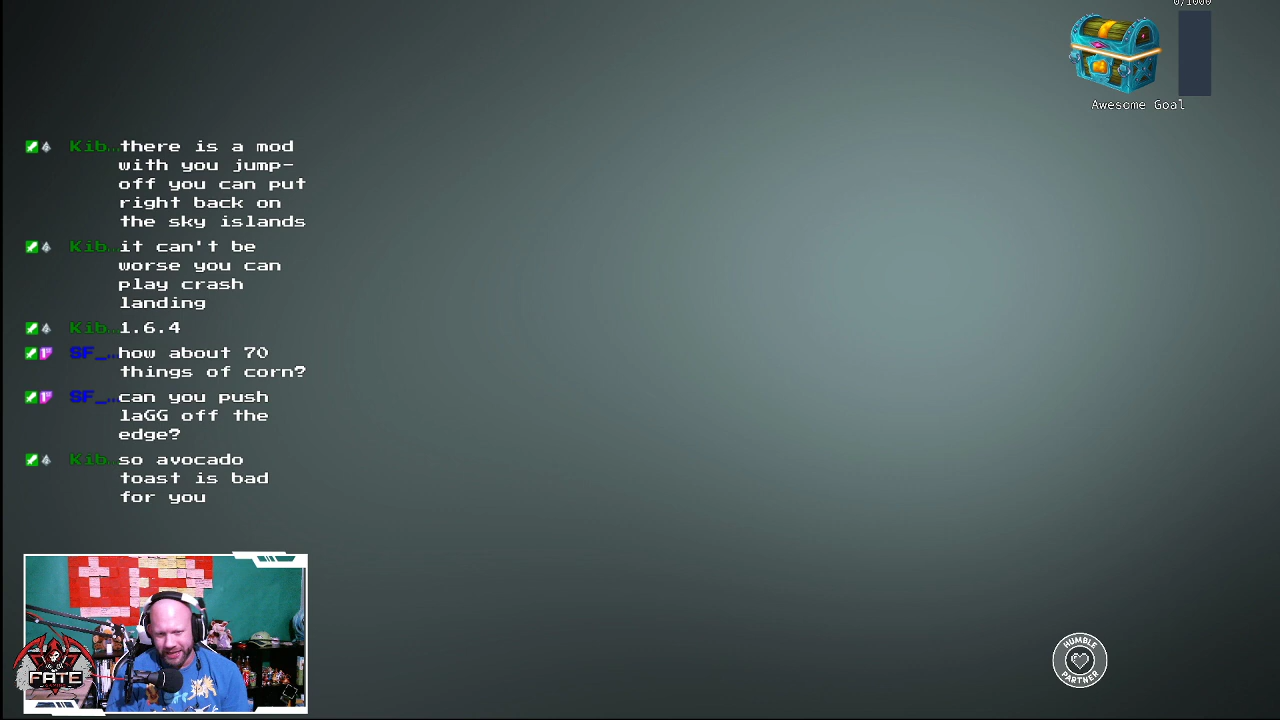 0/1000
Awesome Goal
Kib...there is a mod
with you jump-
off you can put
right back on
the sky islands
Kib...it can't be
worse you can
play crash
landing
Kib...1.6.4
SF_...how about 70
things of corn?
SF_...can you push
laGG off the
edge?
Kib...so avocado
toast is bad
for you
FATE
HUMBLE
PARTNER